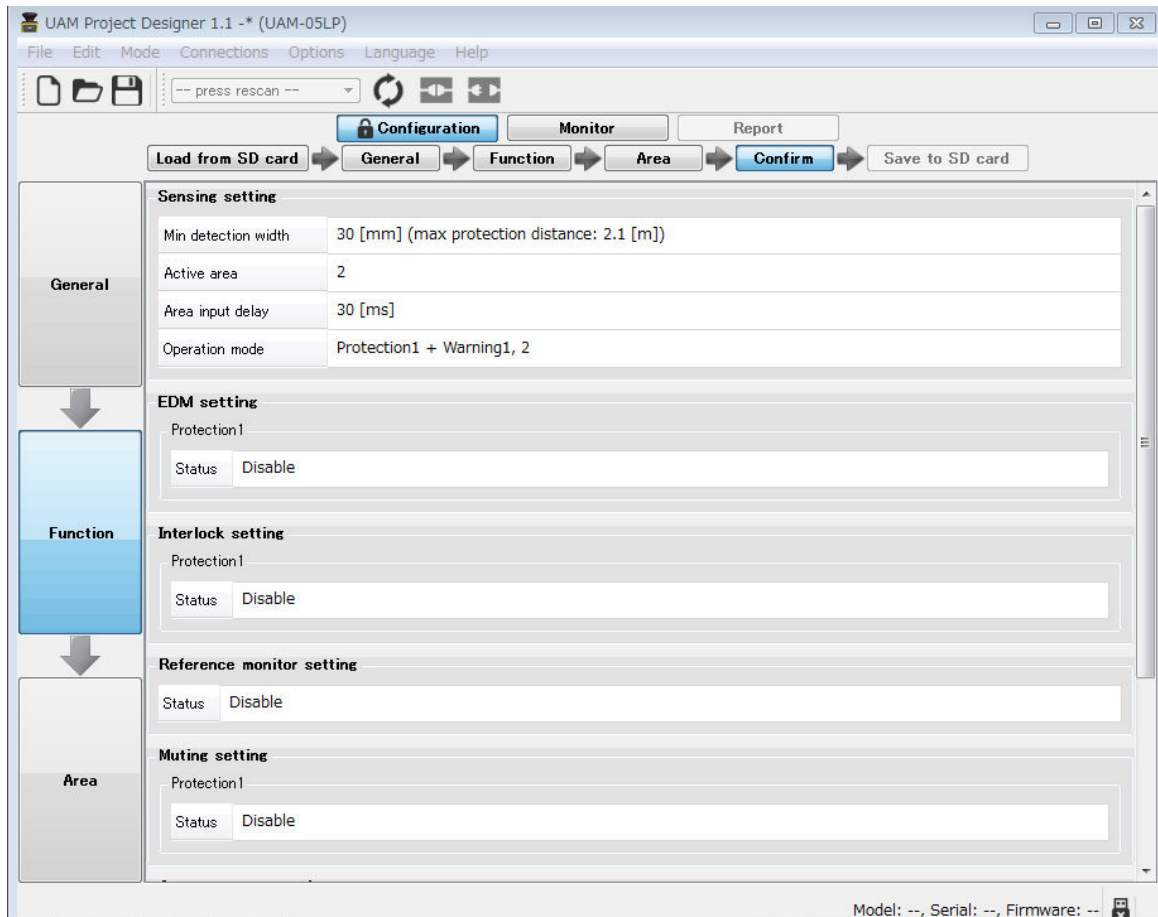 UAM Project Designer 1.1 -* (UAM-05LP)
File Edit Mode Connections Options Language Help
-- press rescan --
Configuration Monitor Report
Load from SD card General Function Area Confirm Save to SD card
General
Function
Area
Sensing setting
Min detection width 30 [mm] (max protection distance: 2.1 [m])
Active area 2
Area input delay 30 [ms]
Operation mode Protection1 + Warning1, 2
EDM setting
Protection1
Status Disable
Interlock setting
Protection1
Status Disable
Reference monitor setting
Status Disable
Muting setting
Protection1
Status Disable
Model: --, Serial: --, Firmware: --